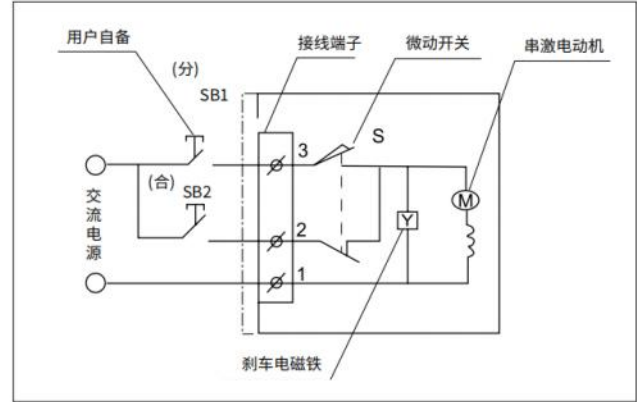 用户自备
接线端子
微动开关
串激电动机
(分)
SB1
3
S
(合)
SB2
交流电源
2
Y
M
1
刹车电磁铁